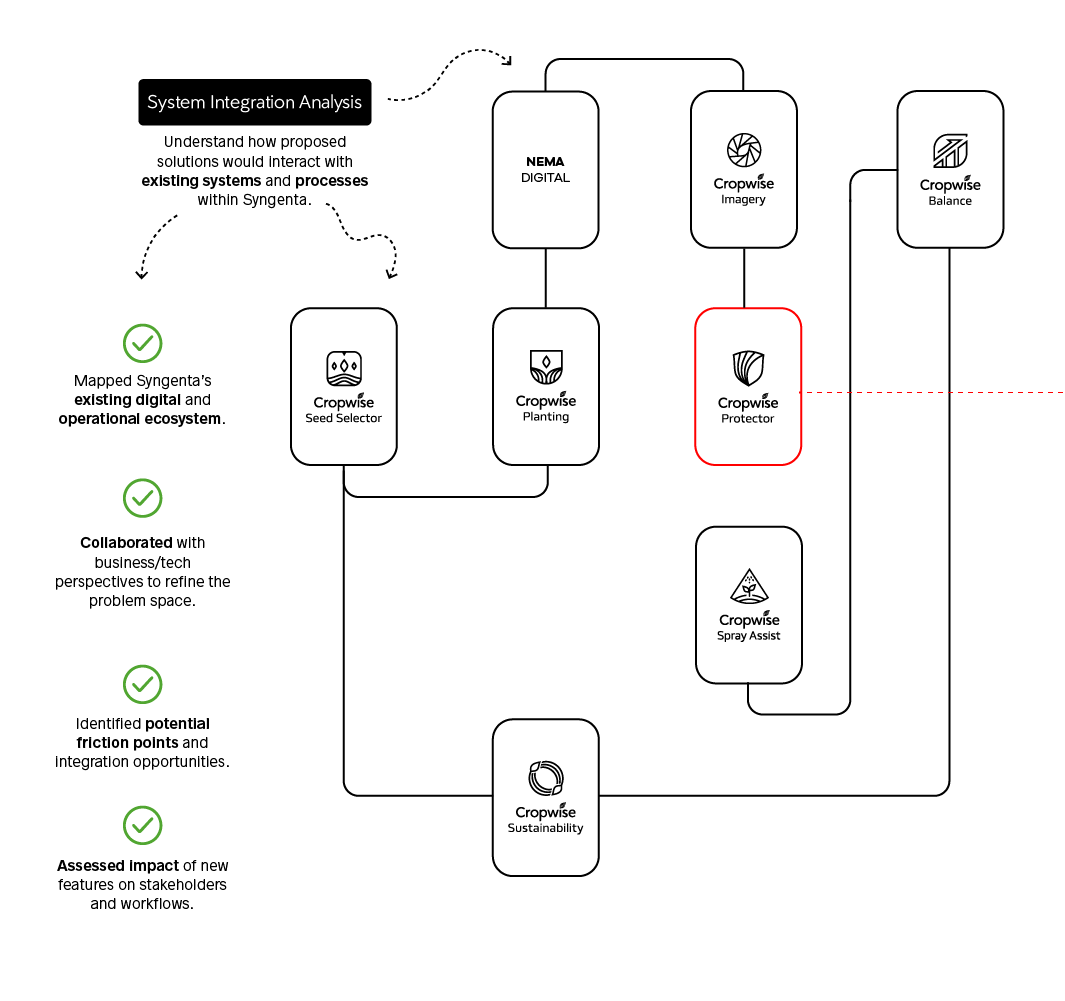 System Integration Analysis
Understand how proposed
solutions would interact with
existing systems and processes
within Syngenta.
Mapped Syngenta's
existing digital and
operational ecosystem.
Collaborated with
business/tech
perspectives to refine the
problem space.
Identified potential
friction points and
integration opportunities.
Assessed impact of new
features on stakeholders
and workflows.
NEMA
DIGITAL
Cropwise
Imagery
Cropwise
Balance
Cropwise
Seed Selector
Cropwise
Planting
Cropwise
Protector
Cropwise
Spray Assist
Cropwise
Sustainability